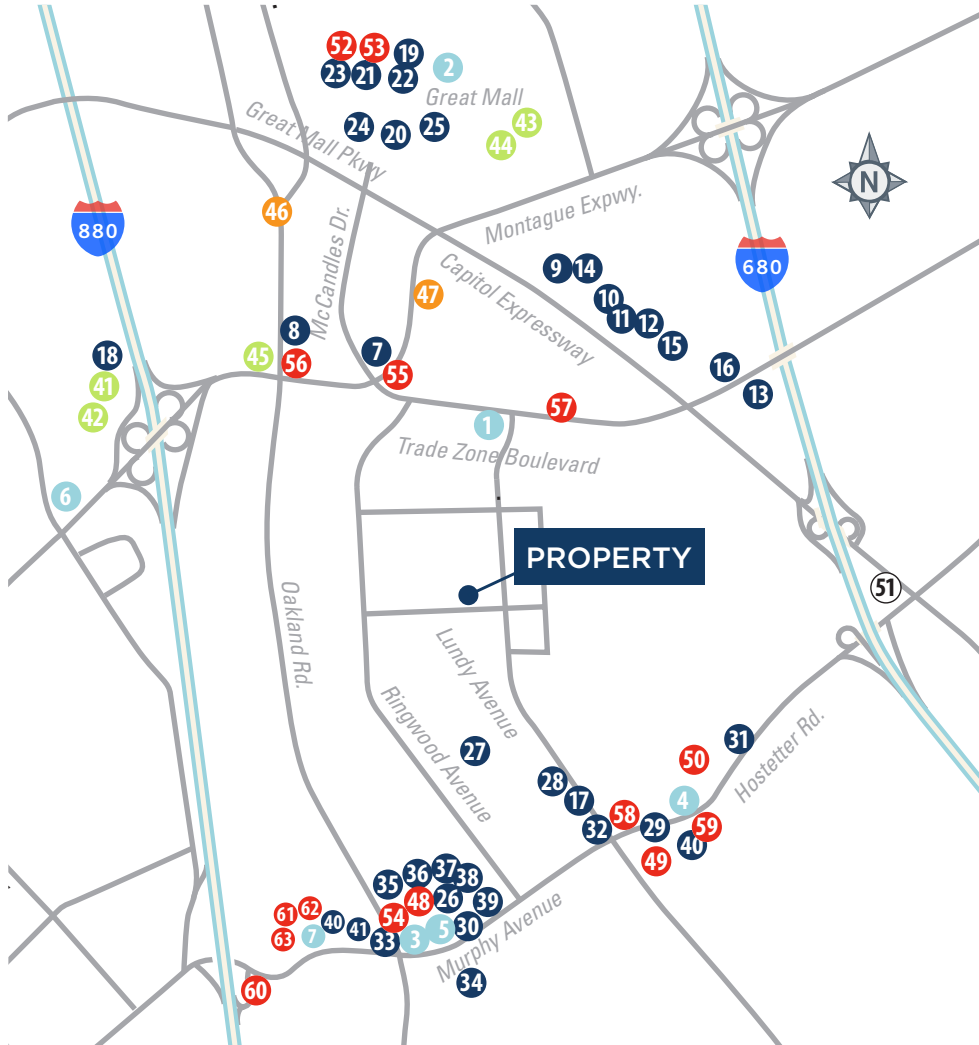 52 53 19
23 21 22 2
Great Mall
24 20 25 43
44
Great Mall Pkwy
46
McCandles Dr.
Montague Expwy.
N
880
680
Capitol Expressway
9 14
10
11 12
15
47
8
7
18
45
56
55
16
13
41
42
57
1
Trade Zone Boulevard
6
PROPERTY
51
Oakland Rd.
Lundy Avenue
Ringwood Avenue
27
31
50
Hostetter Rd.
28
17
4
58
32
29
59
40
49
35 36 37 38
48 26 39
61 62
54
40 41
63 7
33 3 5 30
Murphy Avenue
34
60